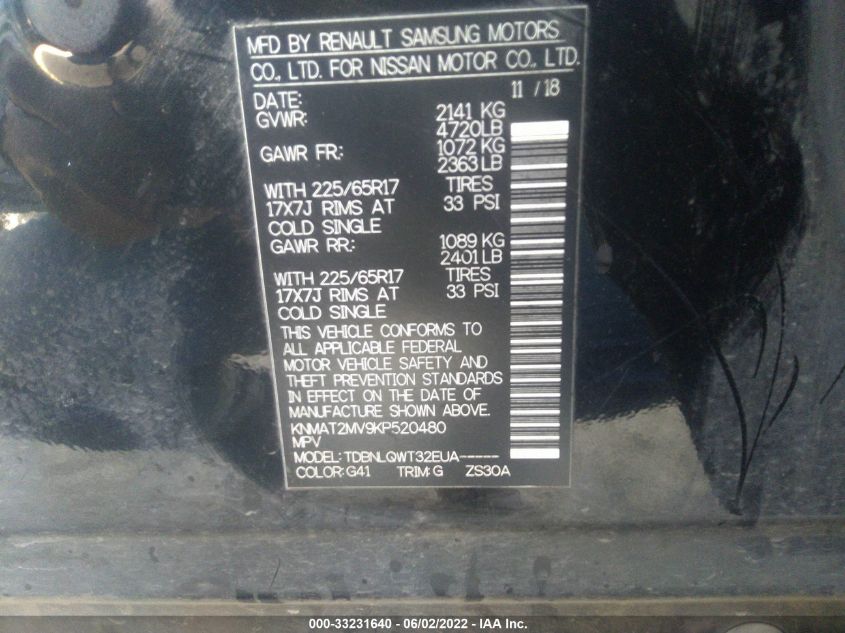 MFD BY RENAULT SAMSUNG MOTORS
CO., LTD. FOR NISSAN MOTOR CO., LTD.
DATE: 11 / 18
GVWR: 2141 KG
4720LB
GAWR FR: 1072 KG
2363 LB
WITH 225/65R17 TIRES
17X7J RIMS AT 33 PSI
COLD SINGLE
GAWR RR: 1089 KG
2401 LB
WITH 225/65R17 TIRES
17X7J RIMS AT 33 PSI
COLD SINGLE
THIS VEHICLE CONFORMS TO
ALL APPLICABLE FEDERAL
MOTOR VEHICLE SAFETY AND
THEFT PREVENTION STANDARDS
IN EFFECT ON THE DATE OF
MANUFACTURE SHOWN ABOVE.
KNMAT2MV9KP520480
MPV
MODEL: TDBNLQWT32EUA-----
COLOR: G41 TRIM: G ZS30A
000-33231640 - 06/02/2022 - IAA Inc.